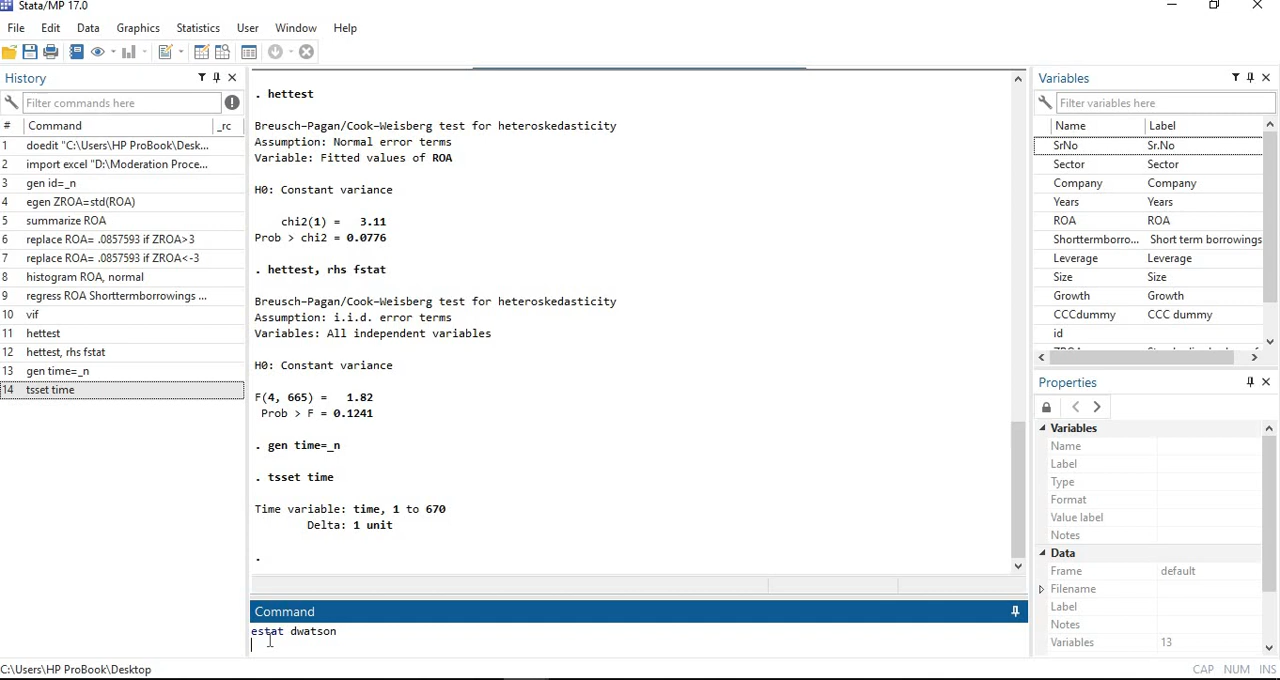 Stata/MP 17.0
File Edit Data Graphics Statistics User Window Help
History
Filter commands here
# Command _rc
1 doedit "C:\Users\HP ProBook\Desk...
2 import excel "D:\Moderation Proce...
3 gen id=_n
4 egen ZROA=std(ROA)
5 summarize ROA
6 replace ROA= .0857593 if ZROA>3
7 replace ROA= .0857593 if ZROA<-3
8 histogram ROA, normal
9 regress ROA Shorttermborrowings ...
10 vif
11 hettest
12 hettest, rhs fstat
13 gen time=_n
14 tsset time
. hettest
Breusch–Pagan/Cook–Weisberg test for heteroskedasticity
Assumption: Normal error terms
Variable: Fitted values of ROA
H0: Constant variance
chi2(1) = 3.11
Prob > chi2 = 0.0776
. hettest, rhs fstat
Breusch–Pagan/Cook–Weisberg test for heteroskedasticity
Assumption: i.i.d. error terms
Variables: All independent variables
H0: Constant variance
F(4, 665) = 1.82
Prob > F = 0.1241
. gen time=_n
. tsset time
Time variable: time, 1 to 670
Delta: 1 unit
.
Command
estat dwatson
Variables
Filter variables here
Name Label
SrNo Sr.No
Sector Sector
Company Company
Years Years
ROA ROA
Shorttermborro... Short term borrowings
Leverage Leverage
Size Size
Growth Growth
CCCdummy CCC dummy
id
Properties
Variables
Name
Label
Type
Format
Value label
Notes
Data
Frame default
Filename
Label
Notes
Variables 13
C:\Users\HP ProBook\Desktop
CAP NUM INS